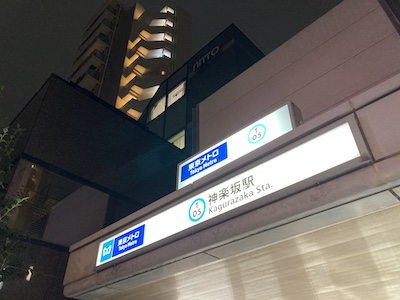 NITTO
東京メトロ
Tokyo Metro
T
05
東京メトロ
Tokyo Metro
T
05
神楽坂駅
Kagurazaka Sta.